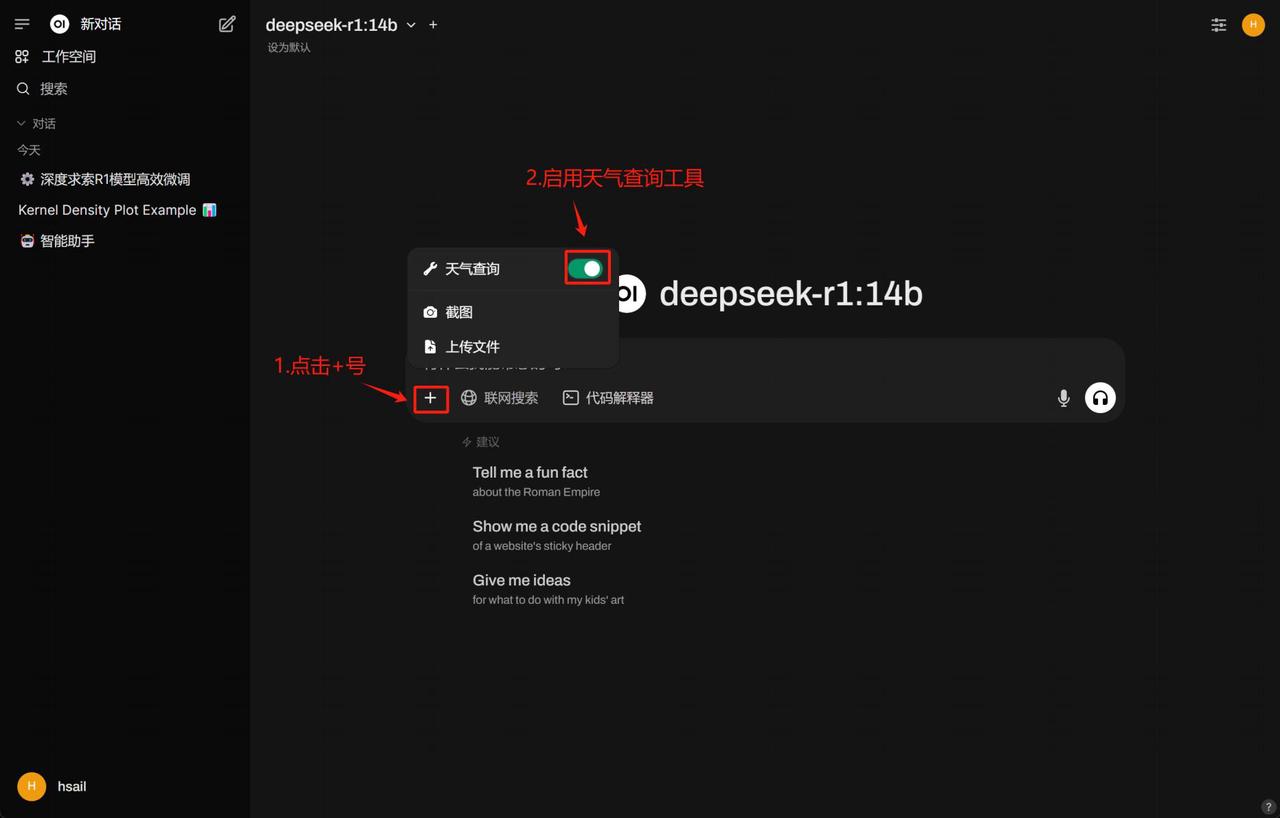 OI 新对话
工作空间
搜索
对话
今天
深度求索R1模型高效微调
Kernel Density Plot Example
智能助手
H hsail
deepseek-r1:14b
设为默认
H
2.启用天气查询工具
天气查询
截图
上传文件
OI deepseek-r1:14b
1.点击+号
联网搜索 代码解释器
建议
Tell me a fun fact
about the Roman Empire
Show me a code snippet
of a website's sticky header
Give me ideas
for what to do with my kids' art
?